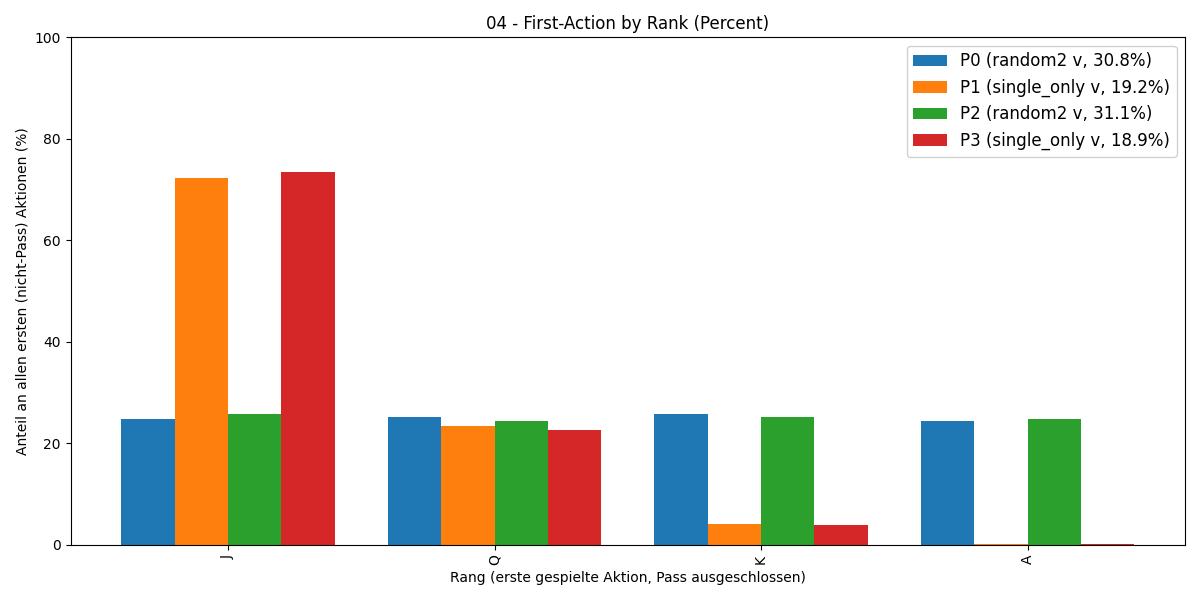 04 - First-Action by Rank (Percent)
P0 (random2 v, 30.8%)
P1 (single_only v, 19.2%)
P2 (random2 v, 31.1%)
P3 (single_only v, 18.9%)
Anteil an allen ersten (nicht-Pass) Aktionen (%)
100
80
60
40
20
0
J
Q
K
A
Rang (erste gespielte Aktion, Pass ausgeschlossen)